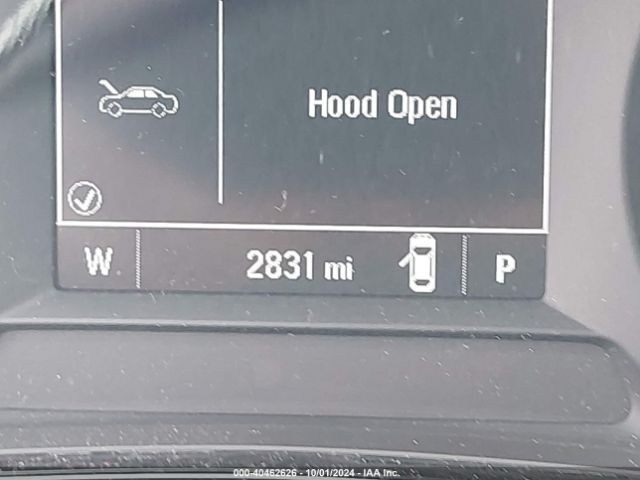 Hood Open
W 2831 mi P
000-40462626 - 10/01/2024 - IAA Inc.